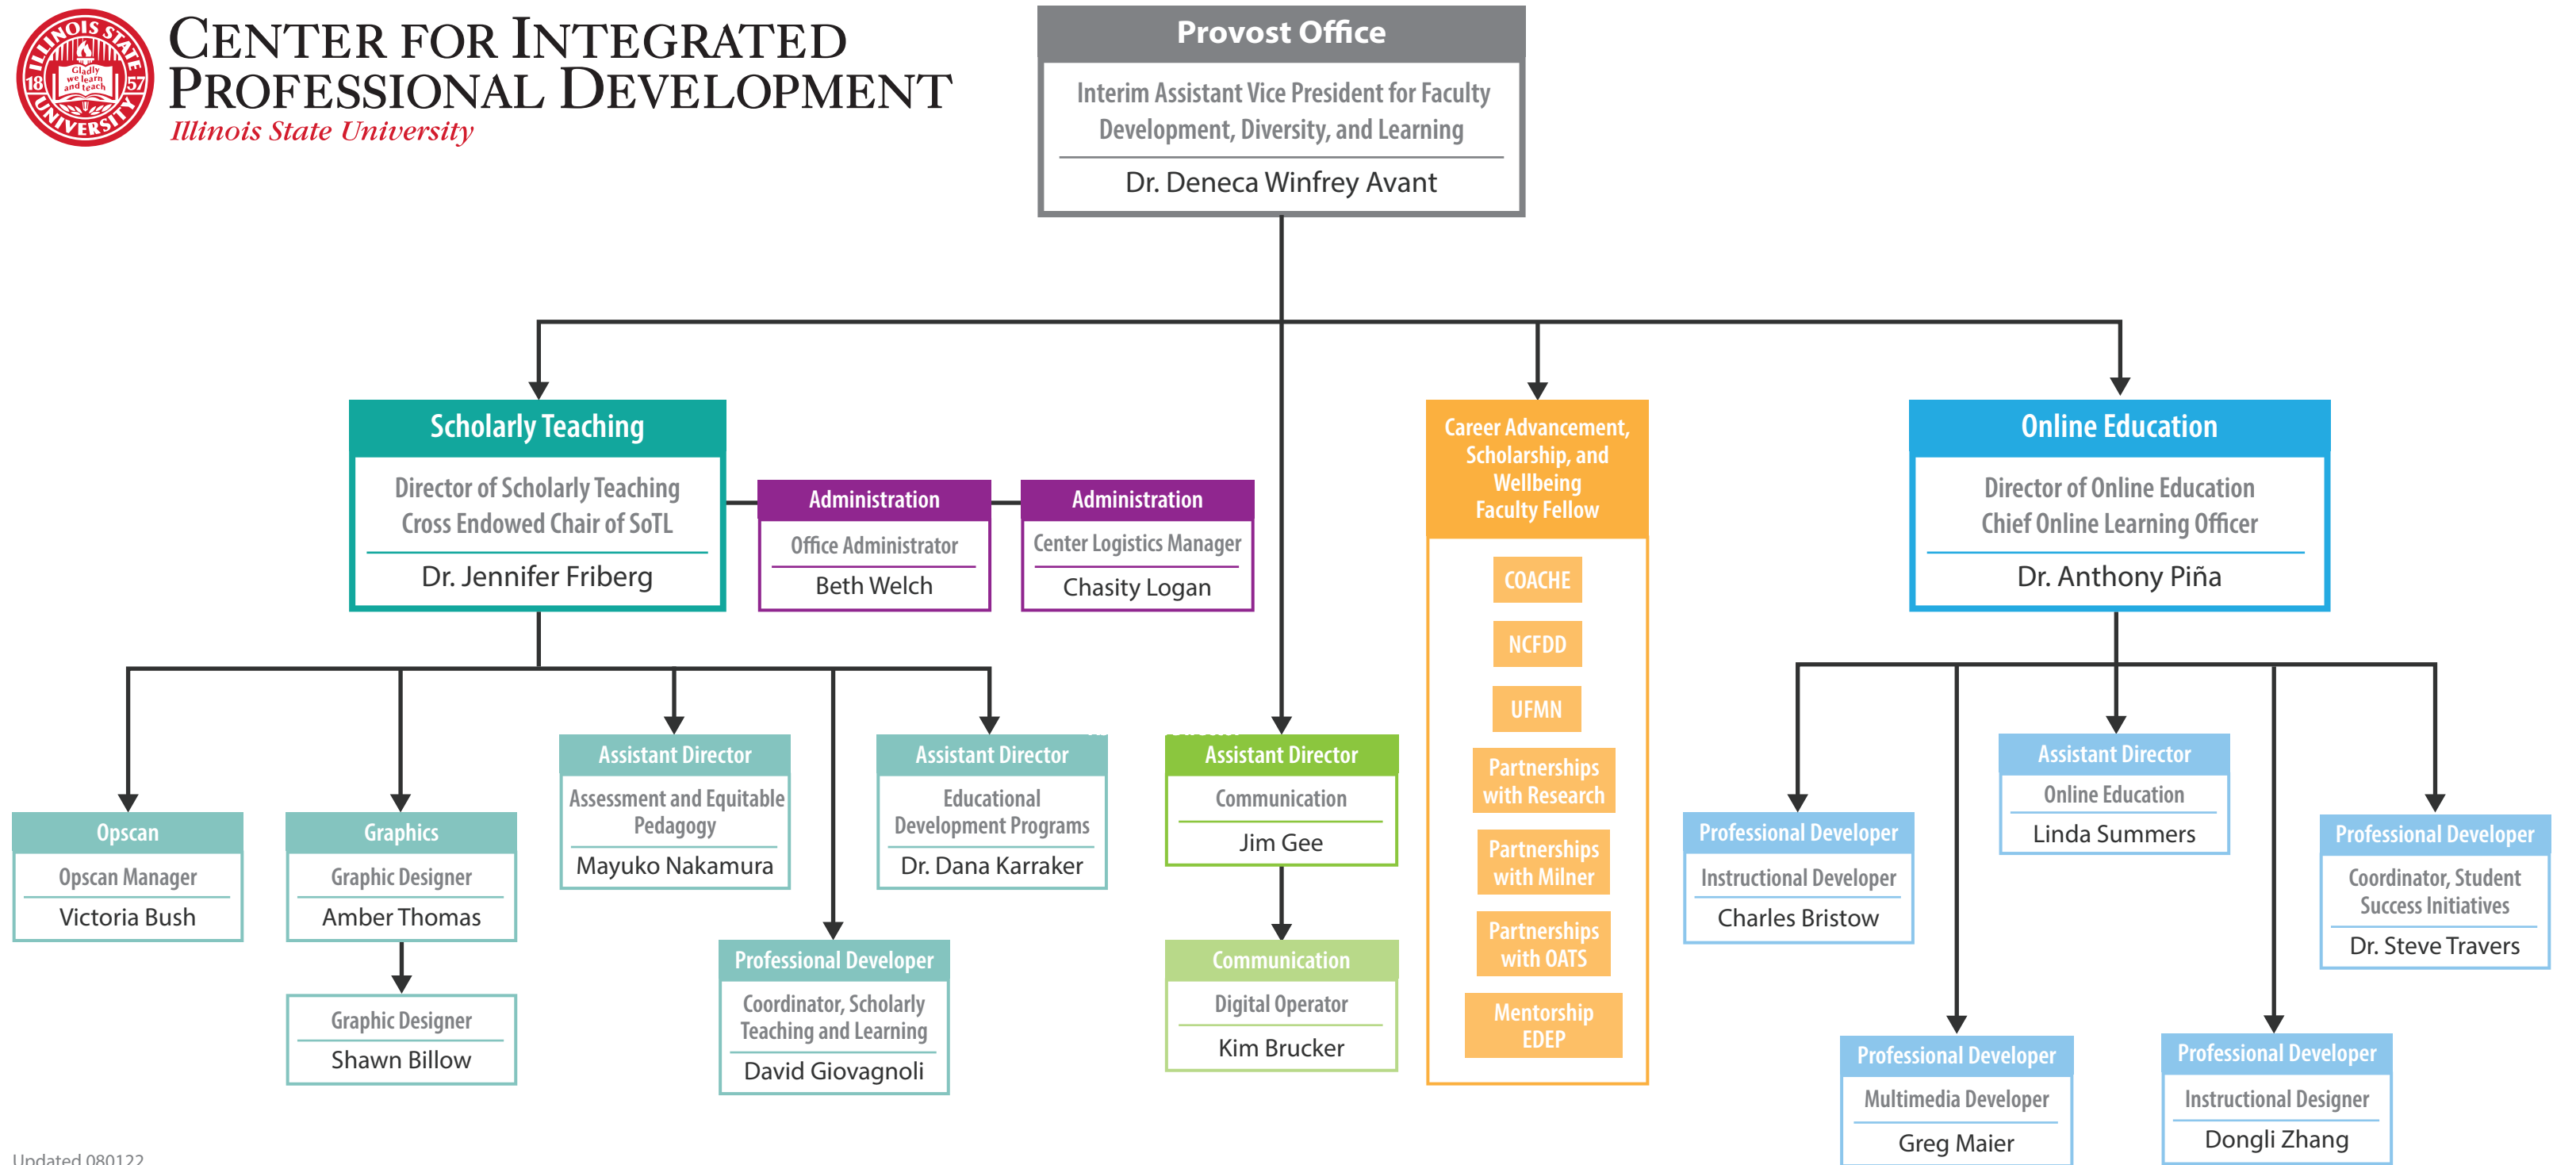 ILLINOIS STATE
UNIVERSITY
18 57
Gladly
we learn
and teach
CENTER FOR INTEGRATED
PROFESSIONAL DEVELOPMENT
Illinois State University
Provost Office
Interim Assistant Vice President for Faculty
Development, Diversity, and Learning
Dr. Deneca Winfrey Avant
Scholarly Teaching
Director of Scholarly Teaching
Cross Endowed Chair of SoTL
Dr. Jennifer Friberg
Administration
Office Administrator
Beth Welch
Administration
Center Logistics Manager
Chasity Logan
Career Advancement,
Scholarship, and
Wellbeing
Faculty Fellow
COACHE
NCFDD
UFMN
Partnerships
with Research
Partnerships
with Milner
Partnerships
with OATS
Mentorship
EDEP
Online Education
Director of Online Education
Chief Online Learning Officer
Dr. Anthony Piña
Opscan
Opscan Manager
Victoria Bush
Graphics
Graphic Designer
Amber Thomas
Graphic Designer
Shawn Billow
Assistant Director
Assessment and Equitable
Pedagogy
Mayuko Nakamura
Professional Developer
Coordinator, Scholarly
Teaching and Learning
David Giovagnoli
Assistant Director
Educational
Development Programs
Dr. Dana Karraker
Assistant Director
Communication
Jim Gee
Communication
Digital Operator
Kim Brucker
Professional Developer
Instructional Developer
Charles Bristow
Professional Developer
Multimedia Developer
Greg Maier
Assistant Director
Online Education
Linda Summers
Professional Developer
Instructional Designer
Dongli Zhang
Professional Developer
Coordinator, Student
Success Initiatives
Dr. Steve Travers
Updated 080122